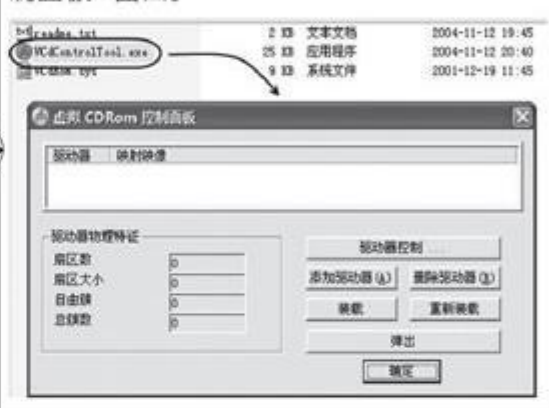 readme.txt 2 KB 文本文档 2004-11-12 19:45
VCdControlTool.exe 25 KB 应用程序 2004-11-12 20:40
9 KB 系统文件 2001-12-19 11:45
虚拟 CDRom 控制面板
驱动器 映射映像
驱动器物理特征
扇区数 0
扇区大小 0
自由簇 0
总簇数 0
驱动器控制 ...
添加驱动器(A) 删除驱动器(D)
装载 重新装载
弹出
确定